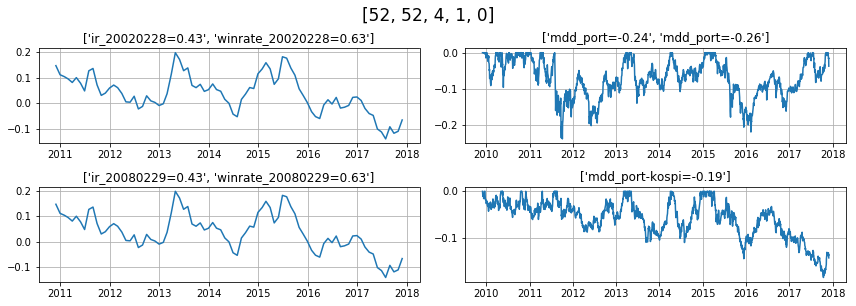 [52, 52, 4, 1, 0]
['ir_20020228=0.43', 'winrate_20020228=0.63']
0.2
0.1
0.0
−0.1
2011 2012 2013 2014 2015 2016 2017 2018
['mdd_port=-0.24', 'mdd_port=-0.26']
0.0
−0.1
−0.2
2010 2011 2012 2013 2014 2015 2016 2017 2018
['ir_20080229=0.43', 'winrate_20080229=0.63']
0.2
0.1
0.0
−0.1
2011 2012 2013 2014 2015 2016 2017 2018
['mdd_port-kospi=-0.19']
0.0
−0.1
2010 2011 2012 2013 2014 2015 2016 2017 2018